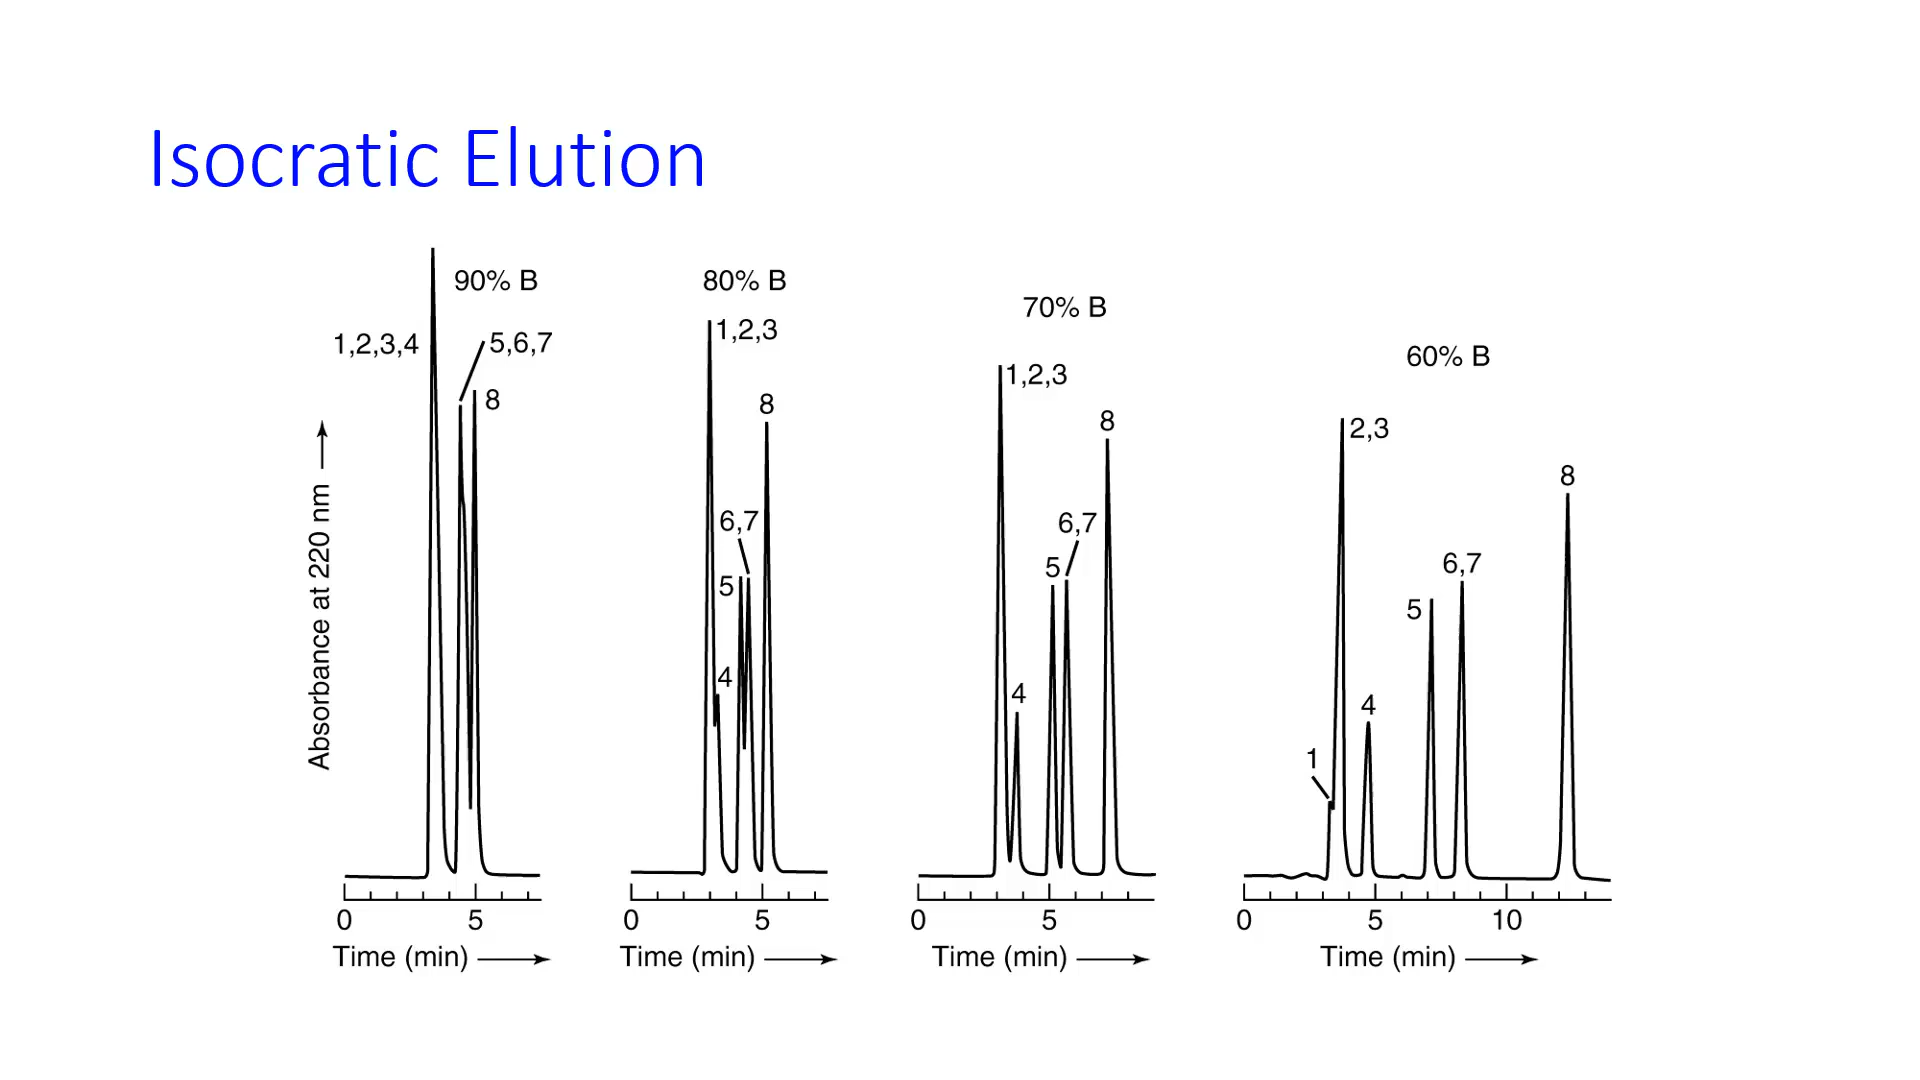 Isocratic Elution
Absorbance at 220 nm
90% B
1,2,3,4
5,6,7
8
0 5
Time (min)
80% B
1,2,3
8
6,7
5
4
0 5
Time (min)
70% B
1,2,3
8
6,7
5
4
0 5
Time (min)
60% B
2,3
8
6,7
5
4
1
0 5 10
Time (min)